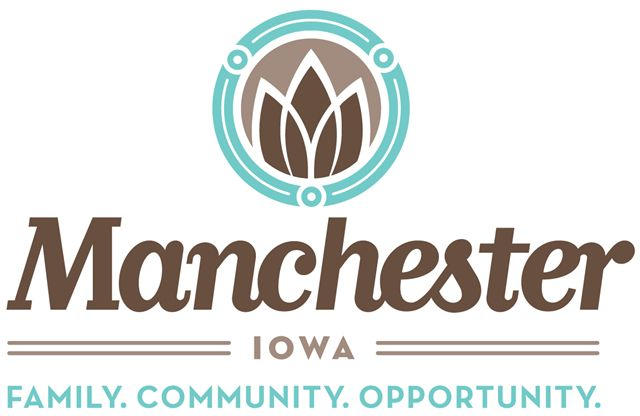 Manchester
IOWA
FAMILY. COMMUNITY. OPPORTUNITY.